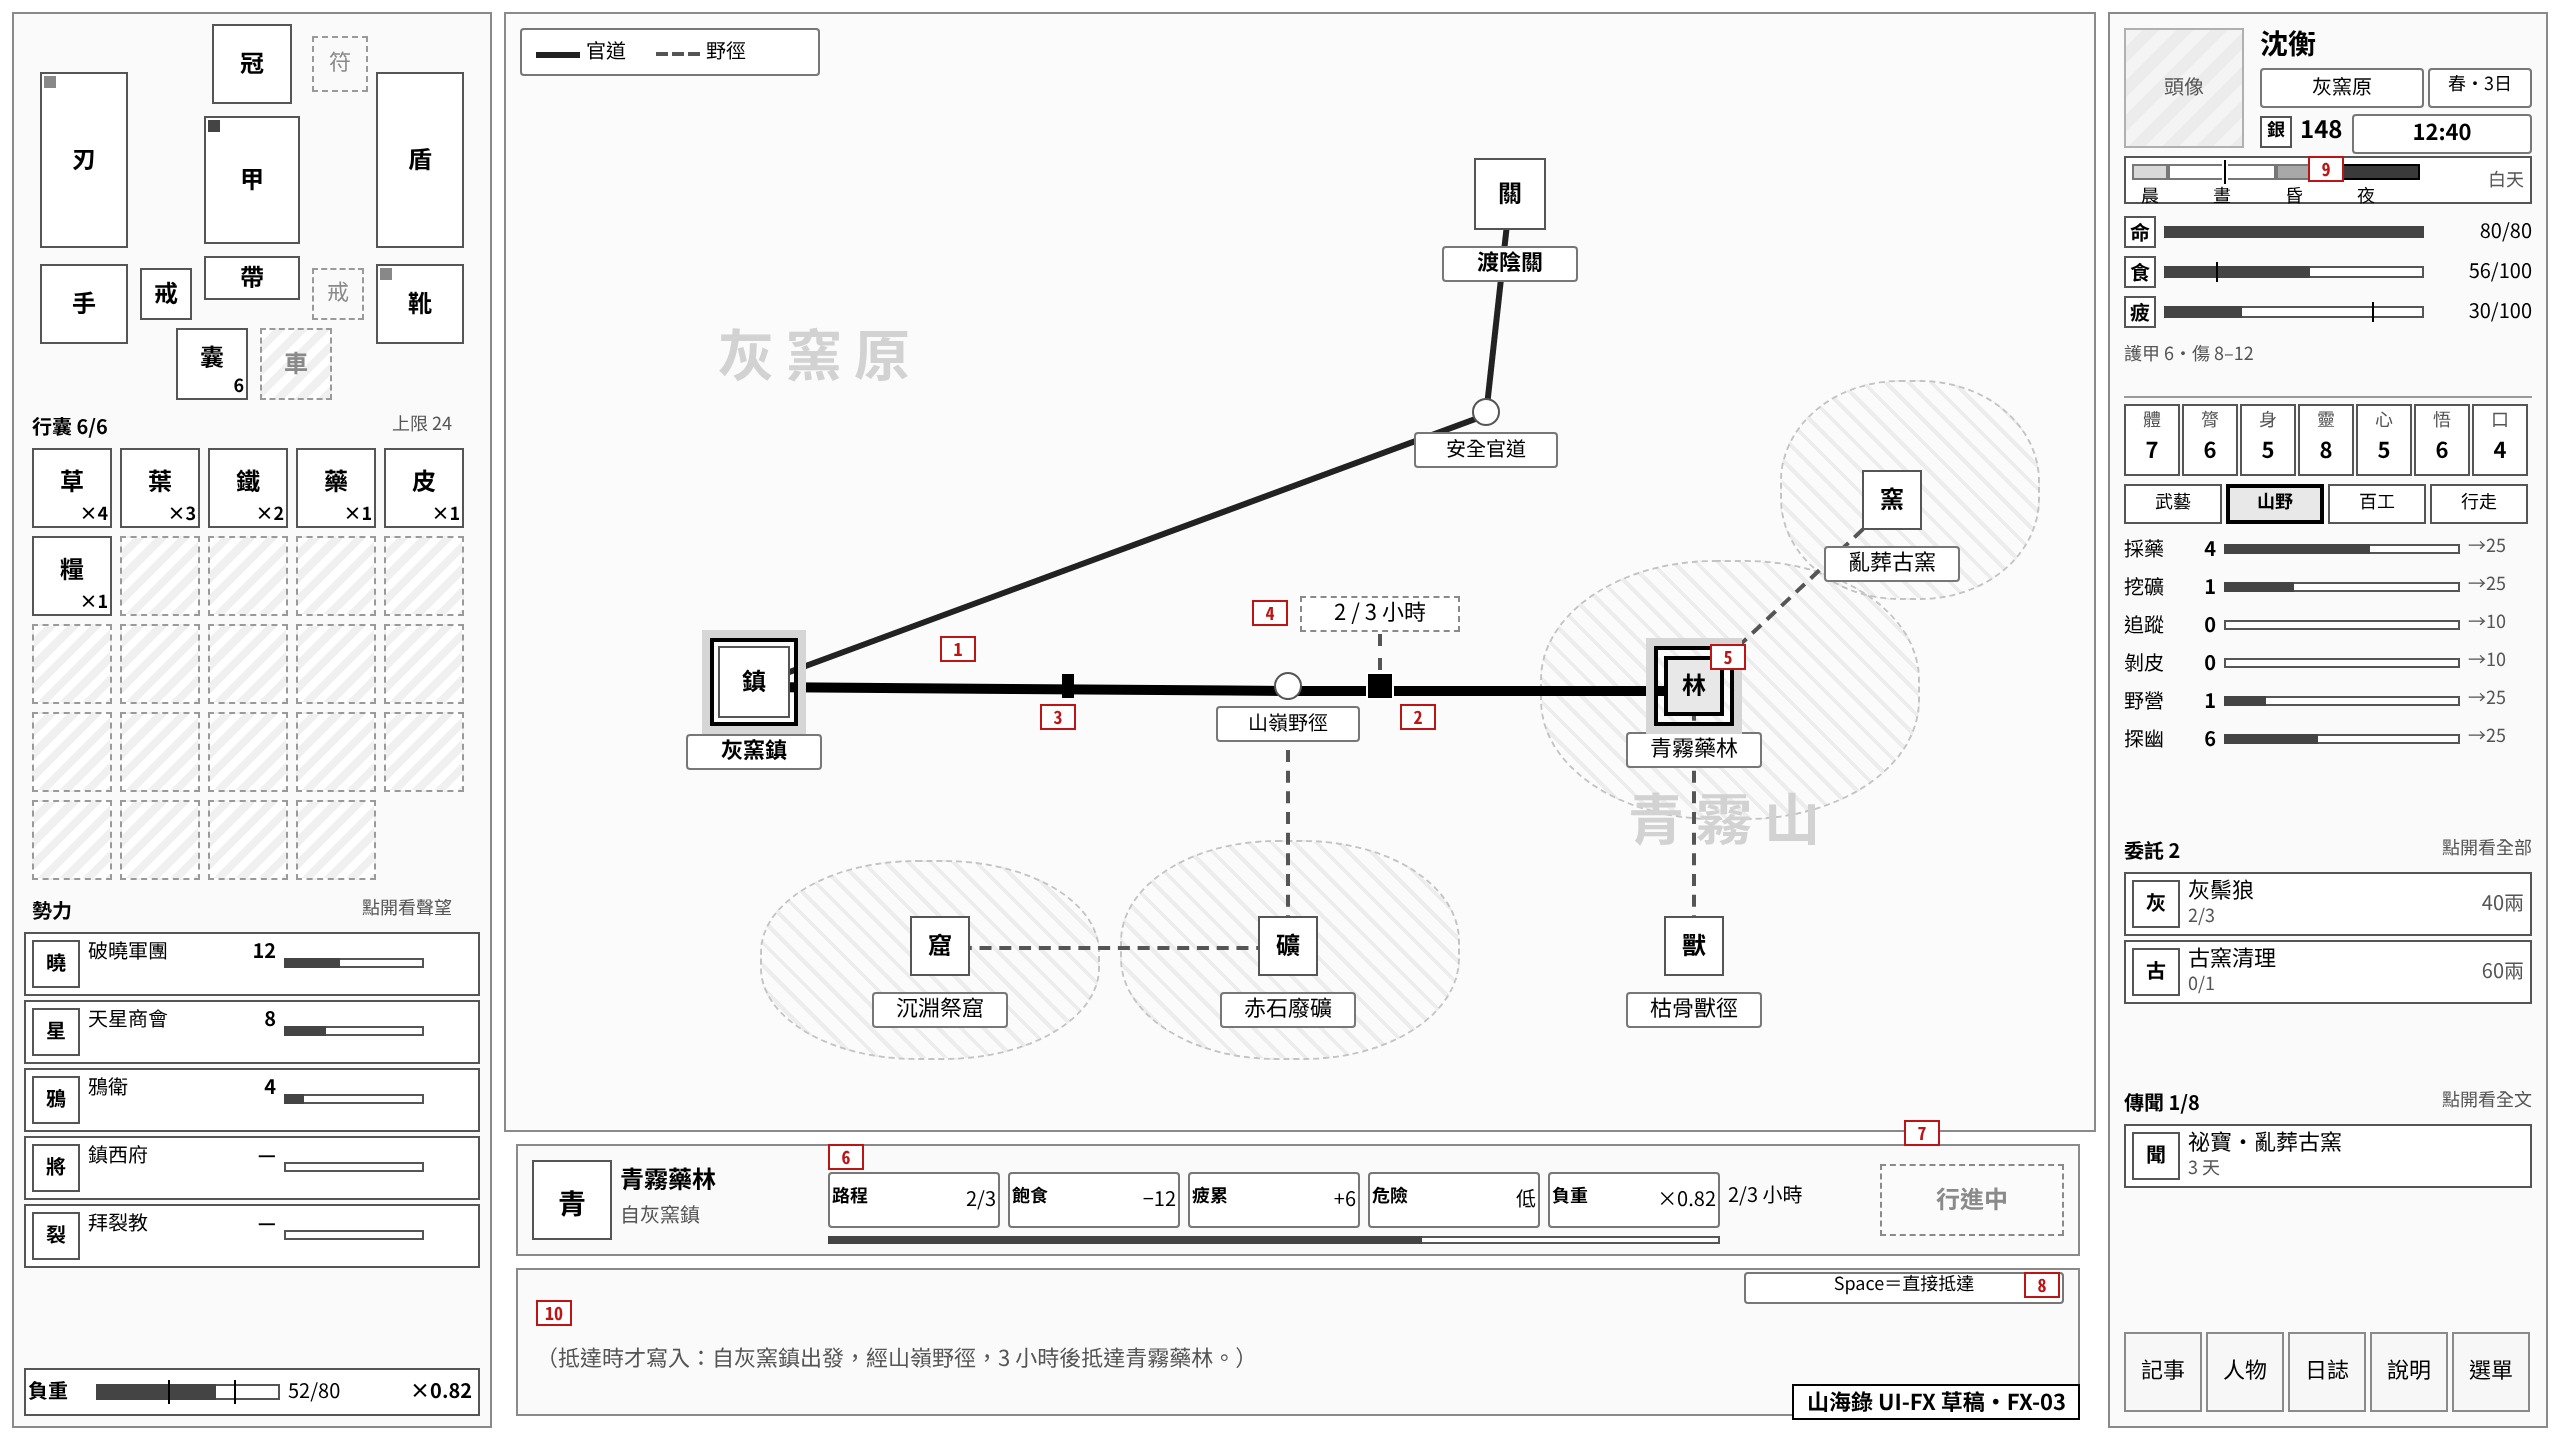 冠
符
刃
甲
盾
手
戒
帶
戒
靴
囊
6
車
行囊 6/6
上限 24
草
×4
葉
×3
鐵
×2
藥
×1
皮
×1
糧
×1
勢力
點開看聲望
曉
破曉軍團
12
星
天星商會
8
鴉
鴉衛
4
將
鎮西府
—
裂
拜裂教
—
負重
52/80
×0.82
官道
野徑
灰窯原
關
渡陰關
安全官道
窯
亂葬古窯
4
2 / 3 小時
1
5
鎮
林
3
2
山嶺野徑
灰窯鎮
青霧藥林
青霧山
窟
礦
獸
沉淵祭窟
赤石廢礦
枯骨獸徑
7
6
青
青霧藥林
自灰窯鎮
路程
2/3
飽食
−12
疲累
+6
危險
低
負重
×0.82
2/3 小時
行進中
Space＝直接抵達
8
10
（抵達時才寫入：自灰窯鎮出發，經山嶺野徑，3 小時後抵達青霧藥林。）
山海錄 UI-FX 草稿・FX-03
頭像
沈衡
灰窯原
春・3日
銀
148
12:40
9
白天
晨
晝
昏
夜
命
80/80
食
56/100
疲
30/100
護甲 6・傷 8–12
體
膂
身
靈
心
悟
口
7
6
5
8
5
6
4
武藝
山野
百工
行走
採藥
4
→25
挖礦
1
→25
追蹤
0
→10
剝皮
0
→10
野營
1
→25
探幽
6
→25
委託 2
點開看全部
灰
灰鬃狼
2/3
40兩
古
古窯清理
0/1
60兩
傳聞 1/8
點開看全文
聞
祕寶・亂葬古窯
3 天
記事
人物
日誌
說明
選單